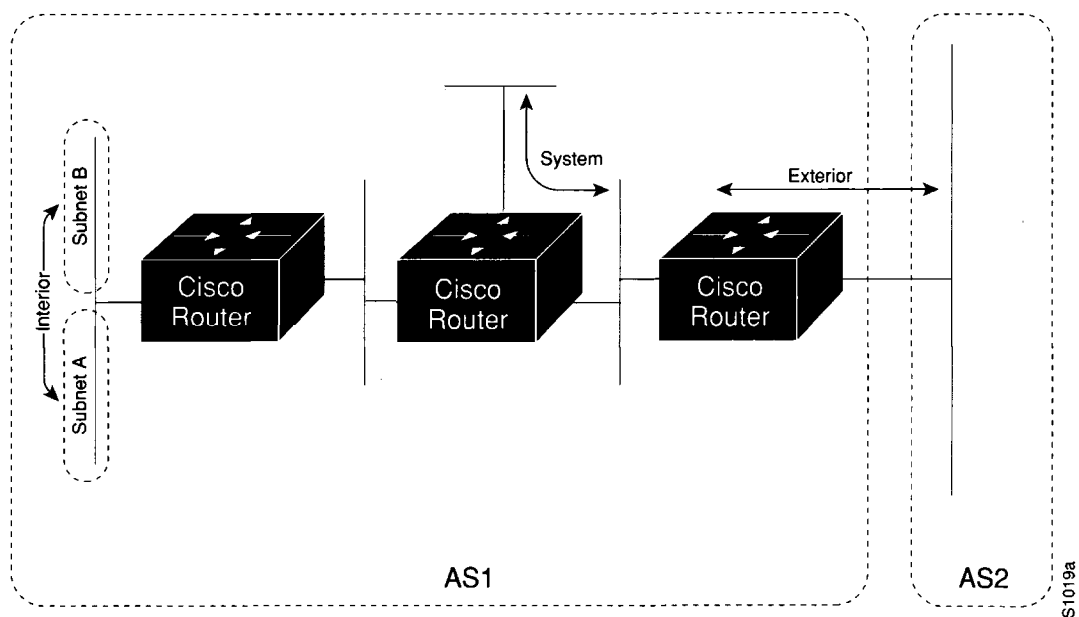 Interior
Subnet B
Subnet A
Cisco
Router
System
Cisco
Router
Exterior
Cisco
Router
AS1
AS2
S1019a